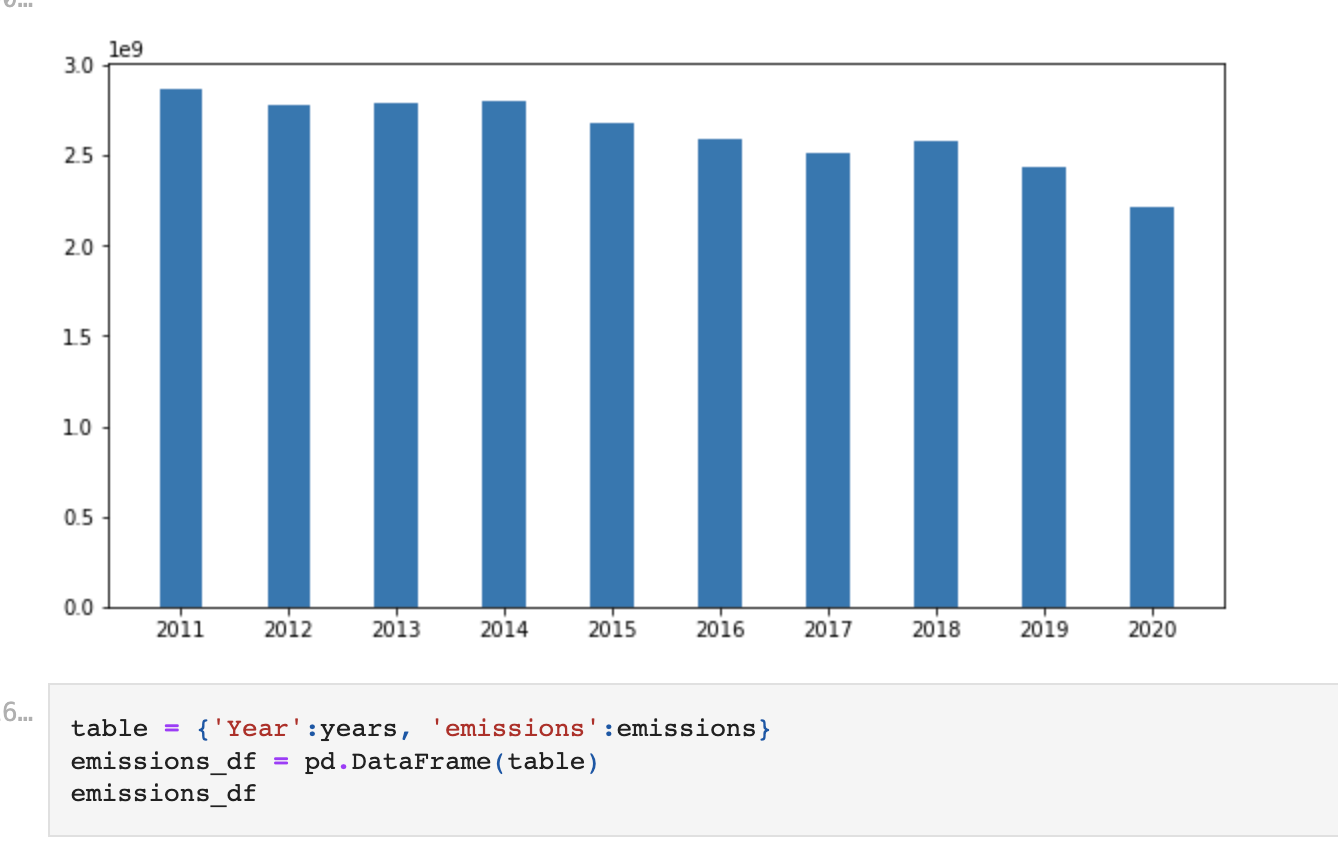 1e9
3.0
2.5
2.0
1.5
1.0
0.5
0.0
2011 2012 2013 2014 2015 2016 2017 2018 2019 2020
6…
table = {'Year':years, 'emissions':emissions}
emissions_df = pd.DataFrame(table)
emissions_df